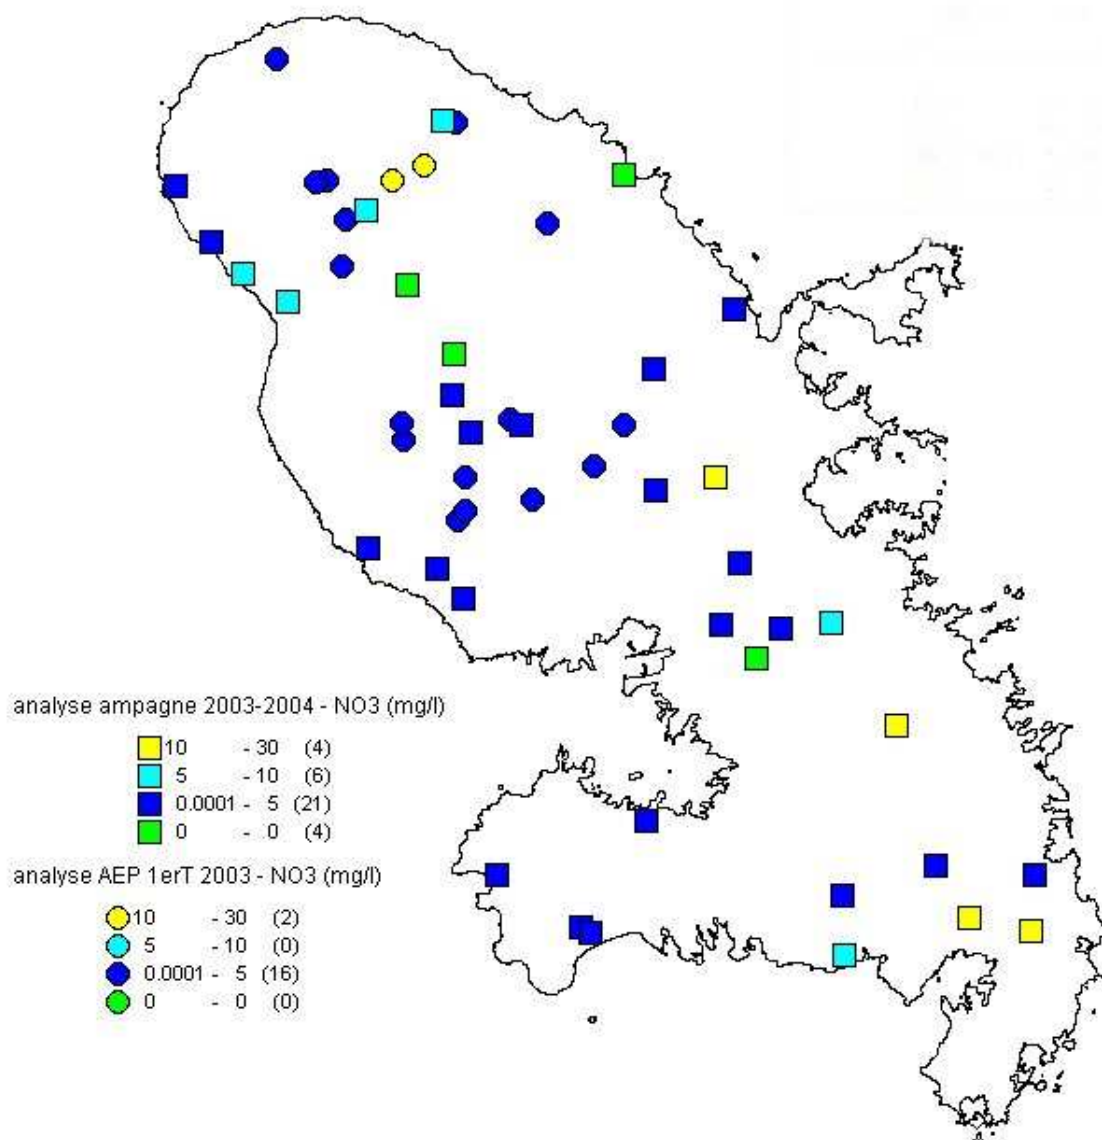 analyse ampagne 2003-2004 - NO3 (mg/l)
10 - 30 (4)
5 - 10 (6)
0.0001 - 5 (21)
0 - 0 (4)
analyse AEP 1erT 2003 - NO3 (mg/l)
10 - 30 (2)
5 - 10 (0)
0.0001 - 5 (16)
0 - 0 (0)